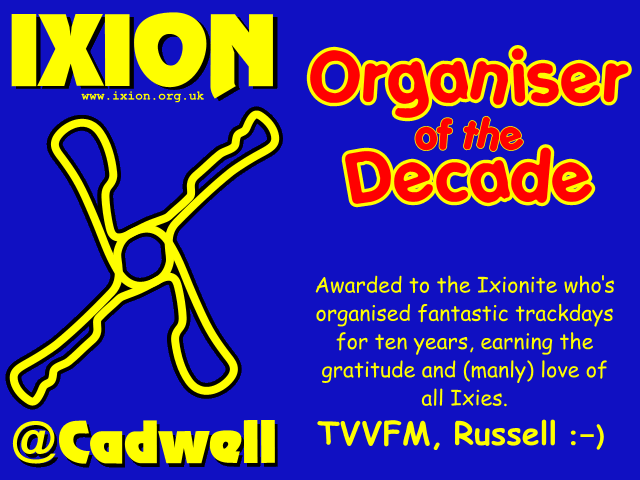 IXION
www.ixion.org.uk
Organiser
of the
Decade
Awarded to the Ixionite who's
organised fantastic trackdays
for ten years, earning the
gratitude and (manly) love of
all Ixies.
TVVFM, Russell :-)
@Cadwell